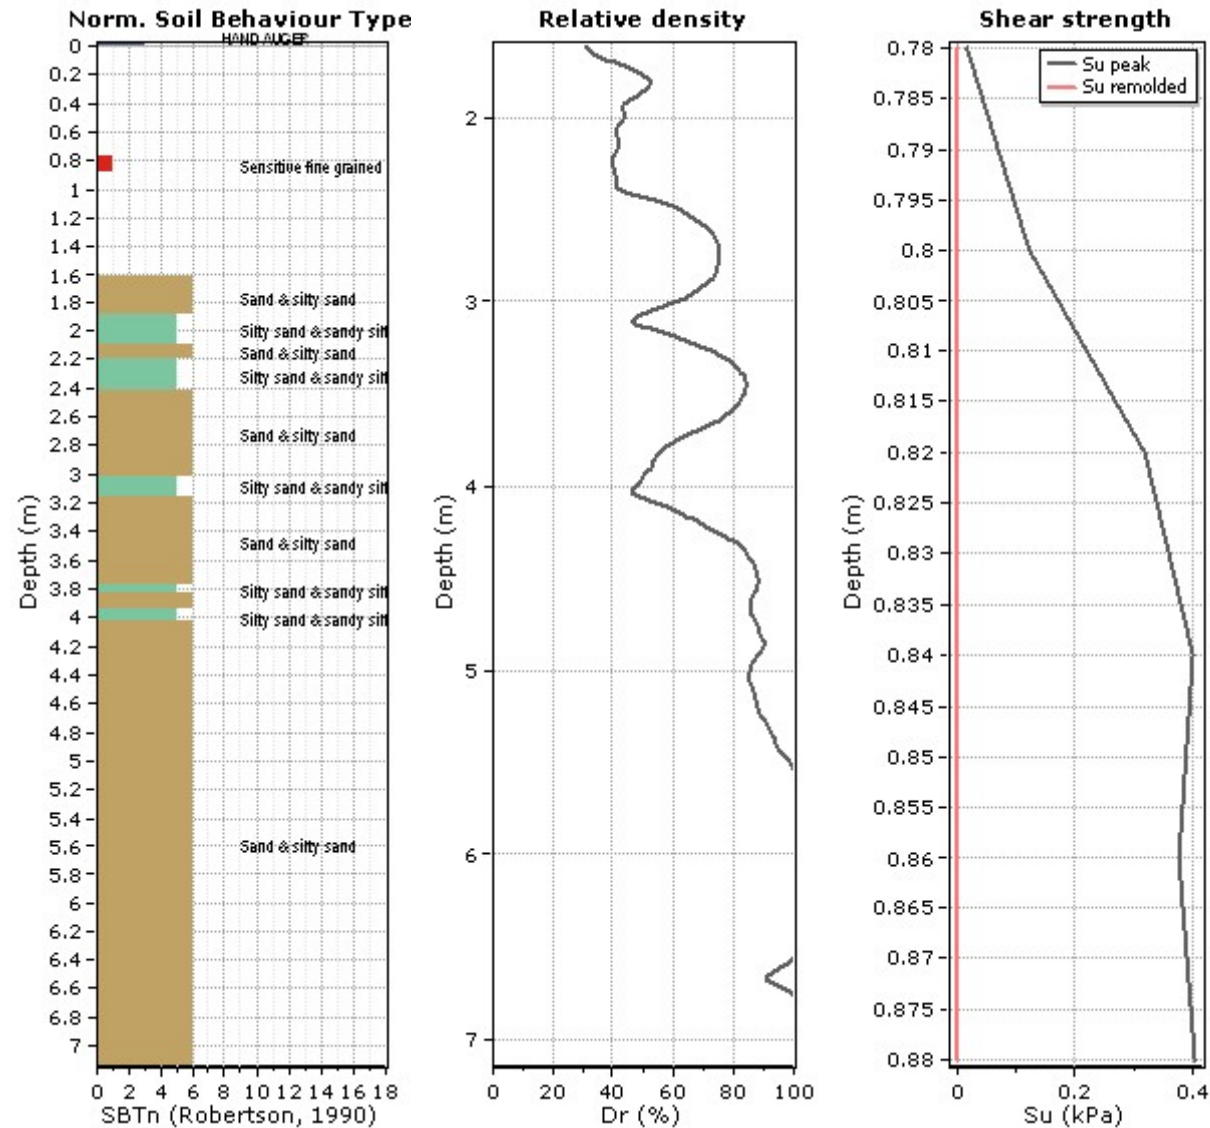 Norm. Soil Behaviour Type
HAND AUGER
0
0.2
0.4
0.6
0.8
1
1.2
1.4
1.6
1.8
2
2.2
2.4
2.6
2.8
3
3.2
3.4
3.6
3.8
4
4.2
4.4
4.6
4.8
5
5.2
5.4
5.6
5.8
6
6.2
6.4
6.6
6.8
7
Depth (m)
Sensitive fine grained
Sand & silty sand
Silty sand & sandy silt
Sand & silty sand
Silty sand & sandy silt
Sand & silty sand
Silty sand & sandy silt
Sand & silty sand
Silty sand & sandy silt
Silty sand & sandy silt
Sand & silty sand
0 2 4 6 8 10 12 14 16 18
SBTn (Robertson, 1990)
Relative density
2
3
4
5
6
7
Depth (m)
0 20 40 60 80 100
Dr (%)
Shear strength
Su peak
Su remolded
0.78
0.785
0.79
0.795
0.8
0.805
0.81
0.815
0.82
0.825
0.83
0.835
0.84
0.845
0.85
0.855
0.86
0.865
0.87
0.875
0.88
Depth (m)
0 0.2 0.4
Su (kPa)